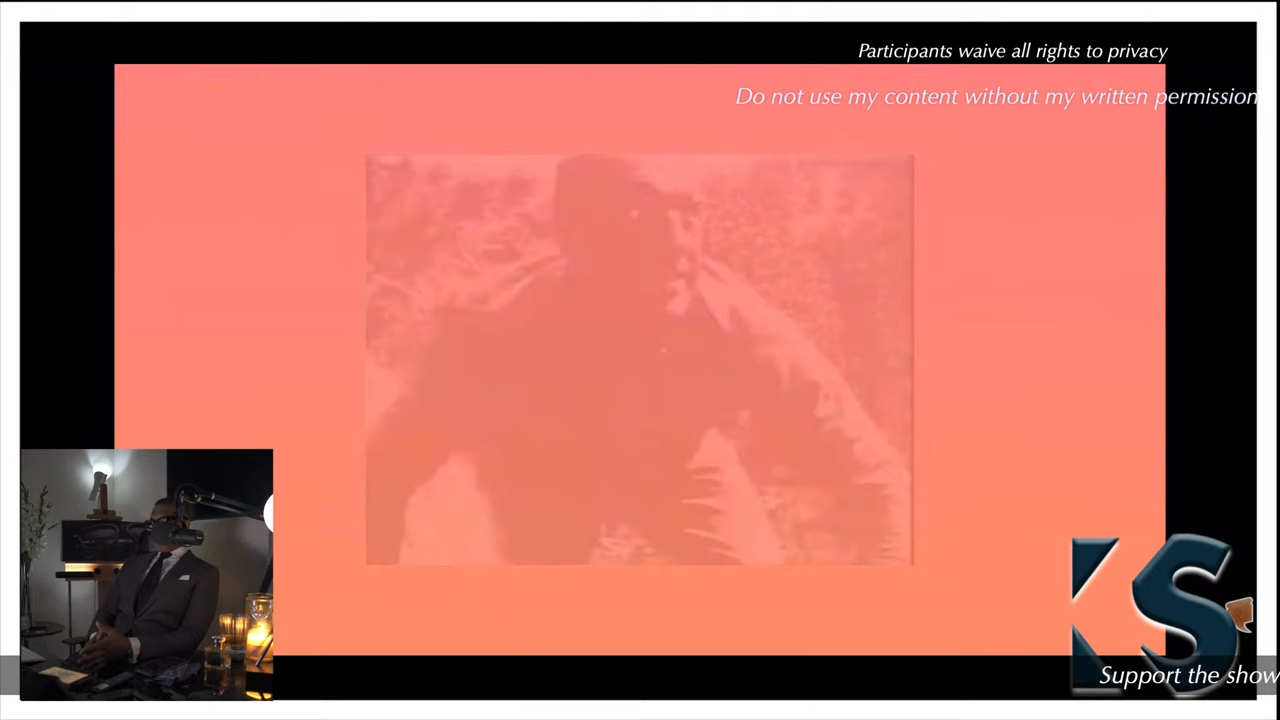 Participants waive all rights to privacy
Do not use my content without my written permission
KS
Support the show